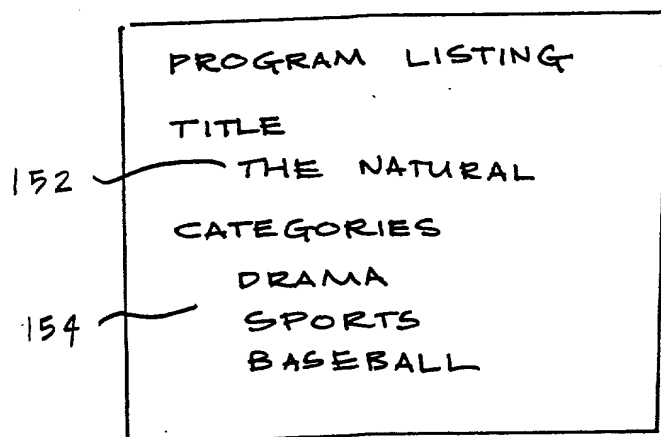 PROGRAM LISTING
TITLE
152 THE NATURAL
CATEGORIES
DRAMA
154 SPORTS
BASEBALL